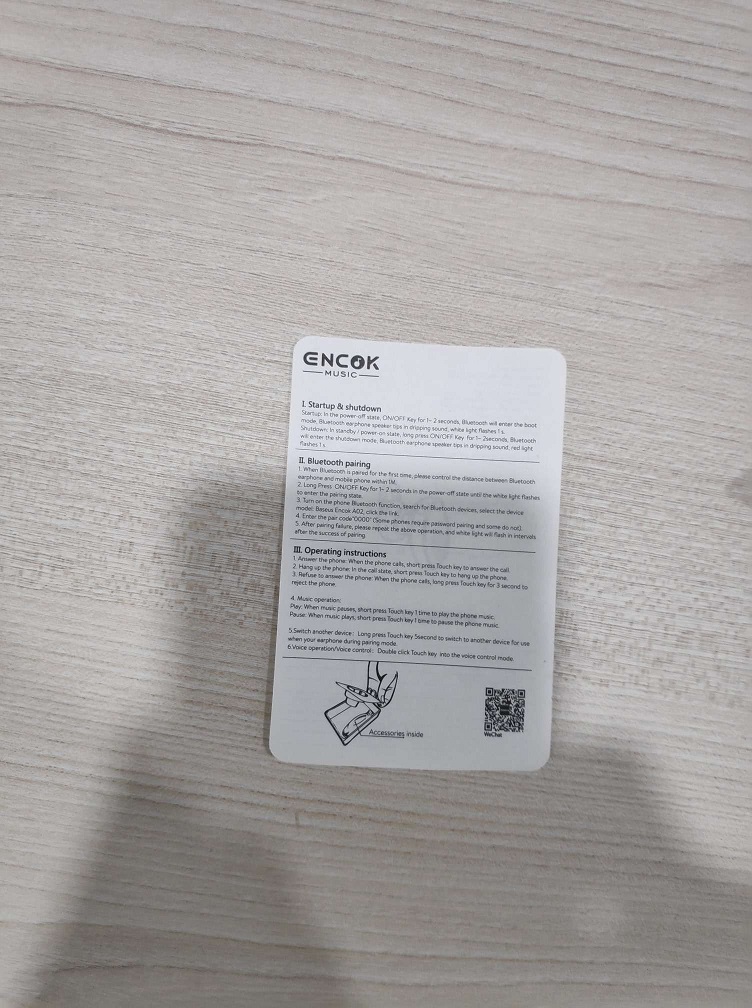 ENCOK
MUSIC
I. Startup & shutdown
Startup: In the power-off state, ON/OFF Key for 1~ 2 seconds, Bluetooth will enter the boot
mode, Bluetooth earphone speaker tips in dripping sound, white light flashes 1 s.
Shutdown: In standby / power-on state, long press ON/OFF Key for 1~ 2seconds, Bluetooth
will enter the shutdown mode, Bluetooth earphone speaker tips in dripping sound, red light
flashes 1 s.
II. Bluetooth pairing
1. When Bluetooth is paired for the first time, please control the distance between Bluetooth
earphone and mobile phone within 1M.
2. Long Press ON/OFF Key for 1~ 2 seconds in the power-off state until the white light flashes
to enter the pairing state.
3. Turn on the phone Bluetooth function, search for Bluetooth devices, select the device
model: Baseus Encok A02, click the link.
4. Enter the pair code"0000" (Some phones require password pairing and some do not).
5. After pairing failure, please repeat the above operation, and white light will flash in intervals
after the success of pairing.
III. Operating instructions
1. Answer the phone: When the phone calls, short press Touch key to answer the call.
2. Hang up the phone: In the call state, short press Touch key to hang up the phone.
3. Refuse to answer the phone: When the phone calls, long press Touch key for 3 second to
reject the phone.
4. Music operation:
Play: When music pauses, short press Touch key 1 time to play the phone music.
Pause: When music plays, short press Touch key 1 time to pause the phone music.
5.Switch another device: Long press Touch key 5second to switch to another device for use
when your earphone during pairing mode.
6.Voice operation/Voice control: Double click Touch key into the voice control mode.
Accessories inside
WeChat